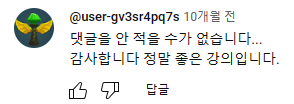 @user-gv3sr4pq7s 10개월 전
댓글을 안 적을 수가 없습니다...
감사합니다 정말 좋은 강의입니다.
답글